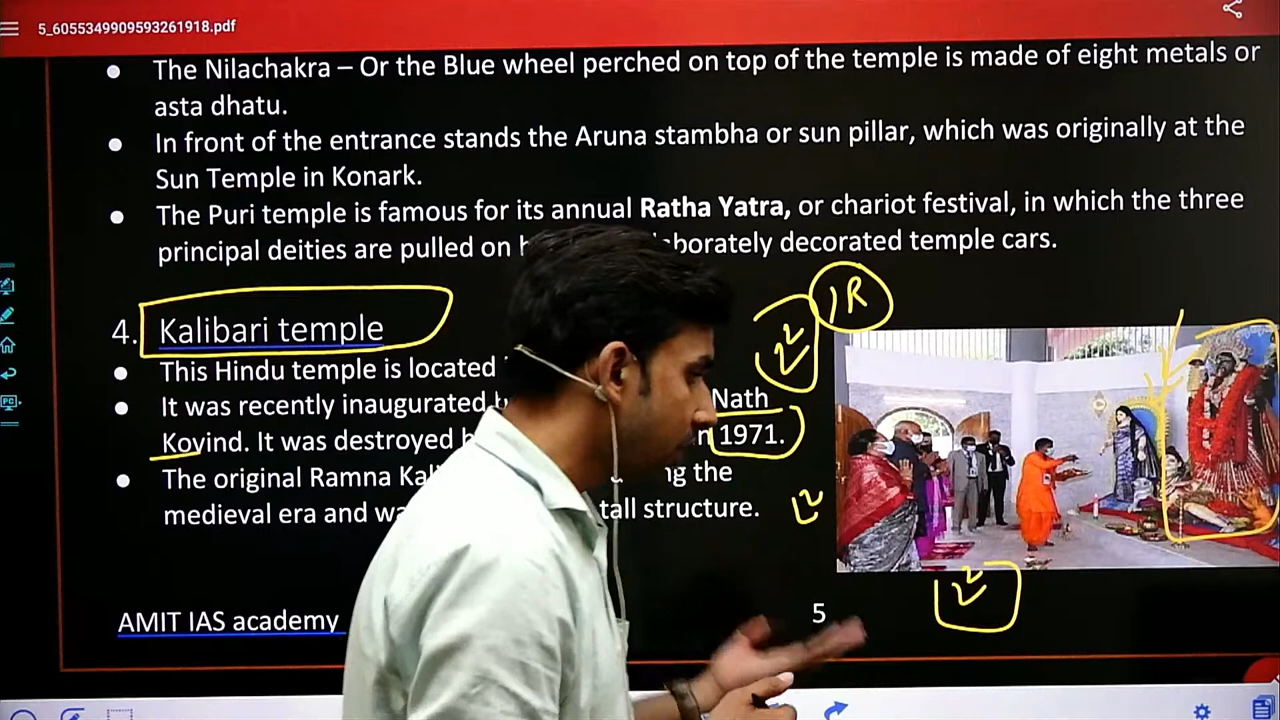 5_6055349909593261918.pdf
The Nilachakra – Or the Blue wheel perched on top of the temple is made of eight metals or
asta dhatu.
In front of the entrance stands the Aruna stambha or sun pillar, which was originally at the
Sun Temple in Konark.
The Puri temple is famous for its annual Ratha Yatra, or chariot festival, in which the three
principal deities are pulled on laborately decorated temple cars.
IR
4. Kalibari temple
This Hindu temple is located
It was recently inaugurated Nath
Kovind. It was destroyed 1971.
The original Ramna the
medieval era and tall structure.
AMIT IAS academy 5